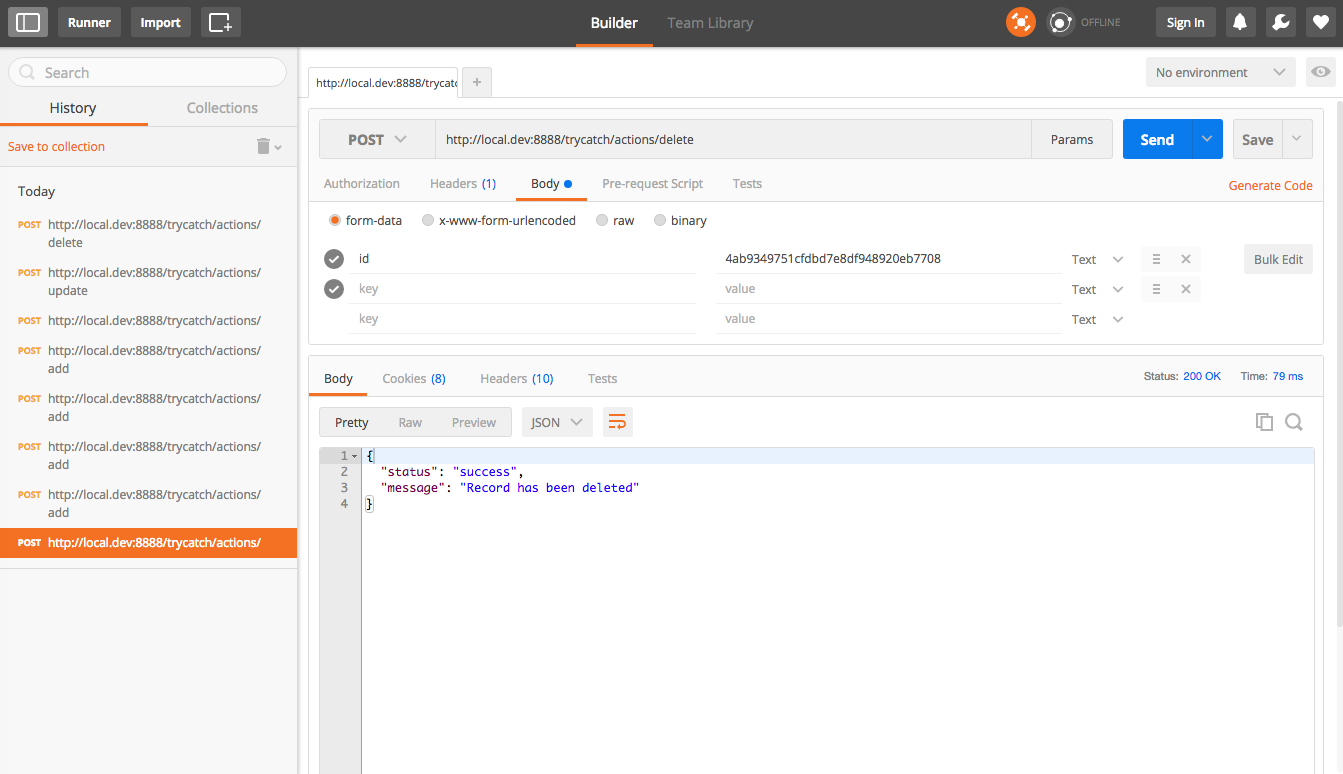 Runner Import Builder Team Library OFFLINE Sign In
Search
History Collections
Save to collection
Today
POST http://local.dev:8888/trycatch/actions/
delete
POST http://local.dev:8888/trycatch/actions/
update
POST http://local.dev:8888/trycatch/actions/
POST http://local.dev:8888/trycatch/actions/
add
POST http://local.dev:8888/trycatch/actions/
add
POST http://local.dev:8888/trycatch/actions/
add
POST http://local.dev:8888/trycatch/actions/
add
POST http://local.dev:8888/trycatch/actions/
http://local.dev:8888/trycatc +
No environment
POST http://local.dev:8888/trycatch/actions/delete Params Send Save
Authorization Headers (1) Body Pre-request Script Tests Generate Code
form-data x-www-form-urlencoded raw binary
id 4ab9349751cfdbd7e8df948920eb7708 Text Bulk Edit
key value Text
key value Text
Body Cookies (8) Headers (10) Tests Status: 200 OK Time: 79 ms
Pretty Raw Preview JSON
1 {
2 "status": "success",
3 "message": "Record has been deleted"
4 }